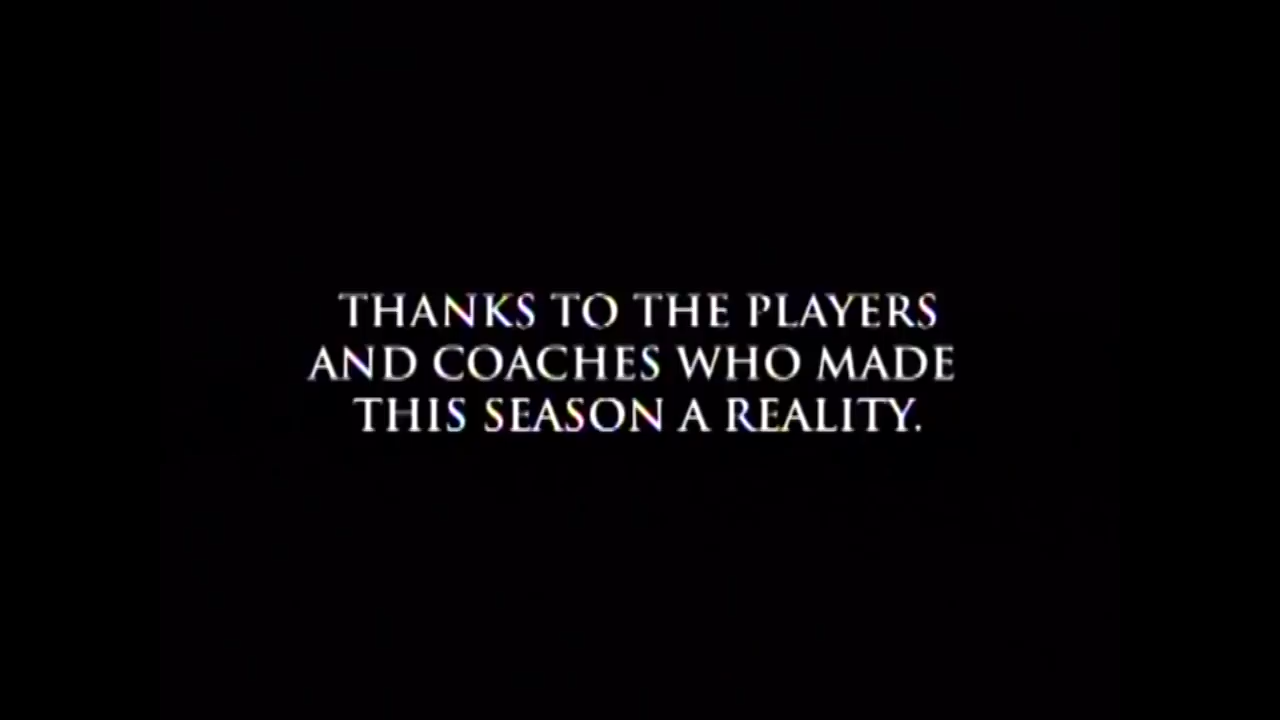 THANKS TO THE PLAYERS
AND COACHES WHO MADE
THIS SEASON A REALITY.